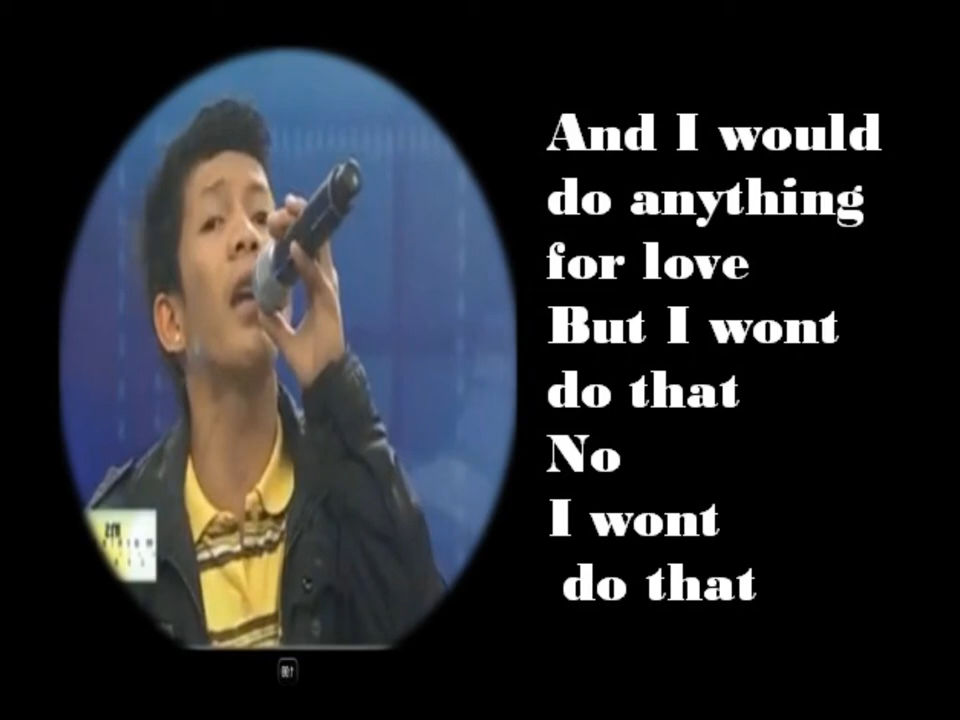 And I would
do anything
for love
But I wont
do that
No
I wont
do that